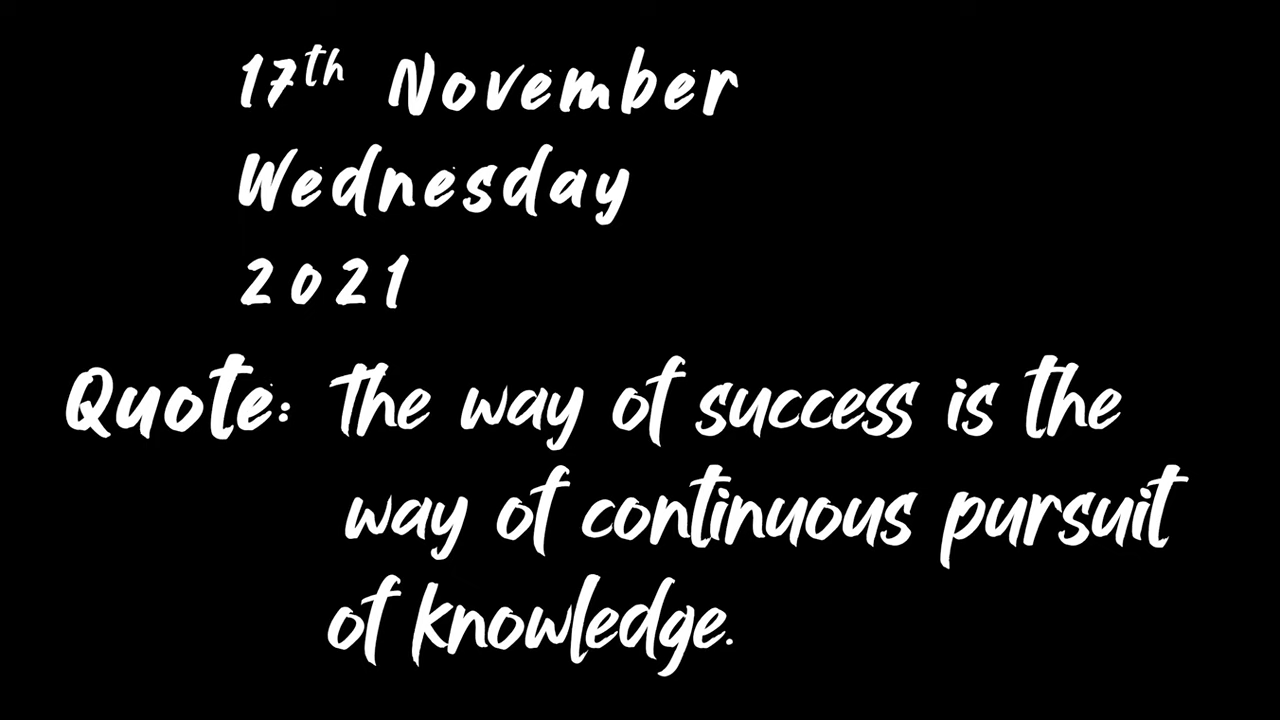 17th November
Wednesday
2021
Quote: The way of success is the
way of continuous pursuit
of knowledge.